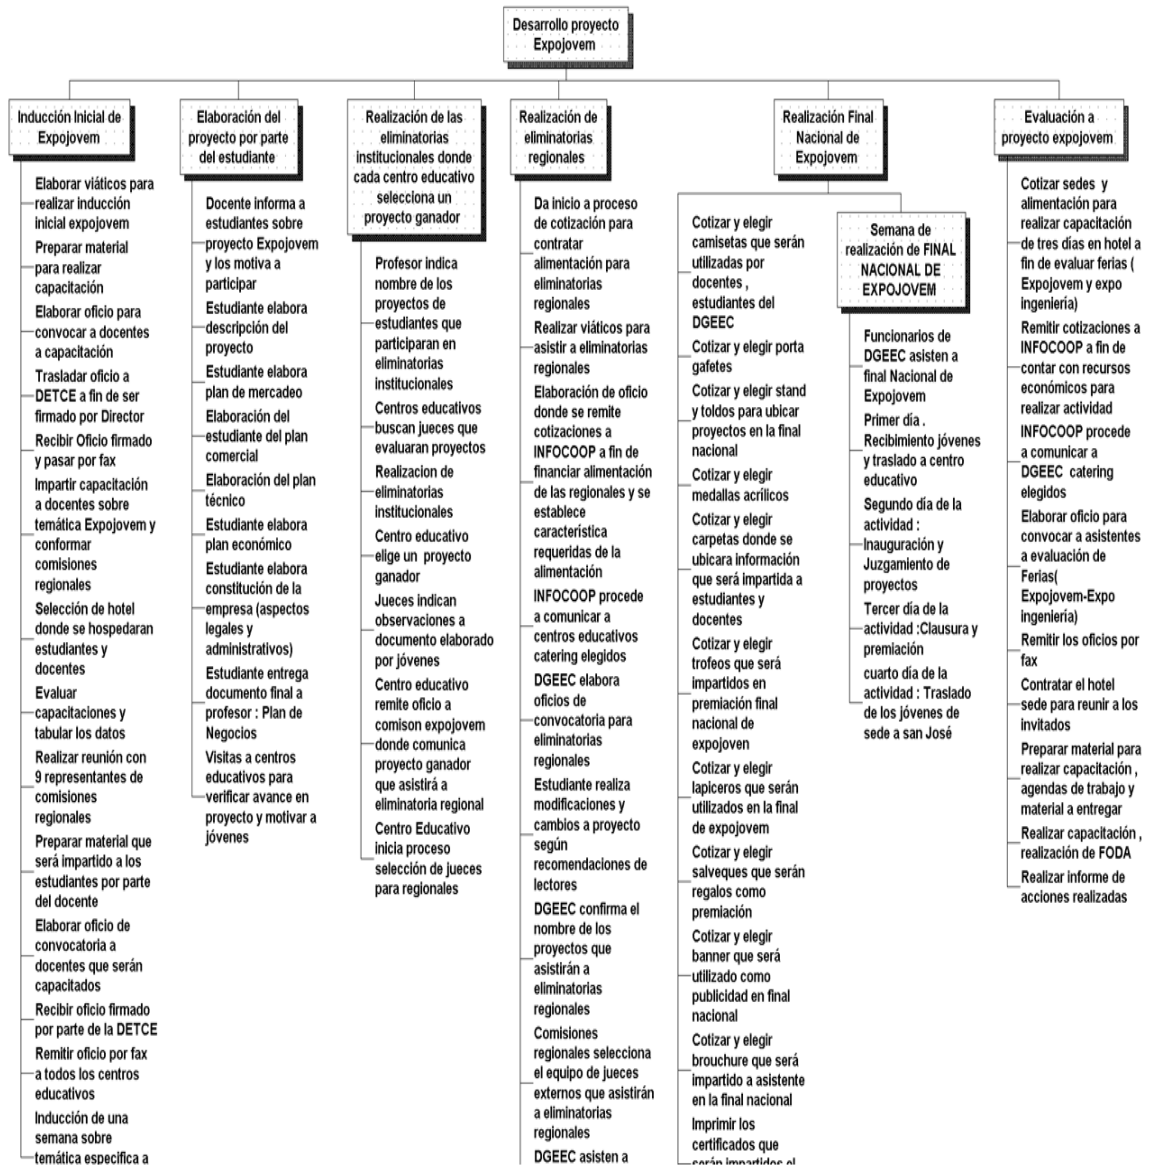 Desarrollo proyecto
Expojovem
Inducción Inicial de
Expojovem
Elaborar viáticos para
realizar inducción
inicial expojovem
Preparar material
para realizar
capacitación
Elaborar oficio para
convocar a docentes
a capacitación
Trasladar oficio a
DETCE a fin de ser
firmado por Director
Recibir Oficio firmado
y pasar por fax
Impartir capacitación
a docentes sobre
temática Expojovem y
conformar
comisiones
regionales
Selección de hotel
donde se hospedaran
estudiantes y
docentes
Evaluar
capacitaciones y
tabular los datos
Realizar reunión con
9 representantes de
comisiones
regionales
Preparar material que
será impartido a los
estudiantes por parte
del docente
Elaborar oficio de
convocatoria a
docentes que serán
capacitados
Recibir oficio firmado
por parte de la DETCE
Remitir oficio por fax
a todos los centros
educativos
Inducción de una
semana sobre
temática especifica a
Elaboración del
proyecto por parte
del estudiante
Docente informa a
estudiantes sobre
proyecto Expojovem
y los motiva a
participar
Estudiante elabora
descripción del
proyecto
Estudiante elabora
plan de mercadeo
Elaboración del
estudiante del plan
comercial
Elaboración del plan
técnico
Estudiante elabora
plan económico
Estudiante elabora
constitución de la
empresa (aspectos
legales y
administrativos)
Estudiante entrega
documento final a
profesor : Plan de
Negocios
Visitas a centros
educativos para
verificar avance en
proyecto y motivar a
jóvenes
Realización de las
eliminatorias
institucionales donde
cada centro educativo
selecciona un
proyecto ganador
Profesor indica
nombre de los
proyectos de
estudiantes que
participaran en
eliminatorias
institucionales
Centros educativos
buscan jueces que
evaluaran proyectos
Realizacion de
eliminatorias
institucionales
Centro educativo
elige un proyecto
ganador
Jueces indican
observaciones a
documento elaborado
por jóvenes
Centro educativo
remite oficio a
comison expojovem
donde comunica
proyecto ganador
que asistirá a
eliminatoria regional
Centro Educativo
inicia proceso
selección de jueces
para regionales
Realización de
eliminatorias
regionales
Da inicio a proceso
de cotización para
contratar
alimentación para
eliminatorias
regionales
Realizar viáticos para
asistir a eliminatorias
regionales
Elaboración de oficio
donde se remite
cotizaciones a
INFOCOOP a fin de
financiar alimentación
de las regionales y se
establece
característica
requeridas de la
alimentación
INFOCOOP procede
a comunicar a
centros educativos
catering elegidos
DGEEC elabora
oficios de
convocatoria para
eliminatorias
regionales
Estudiante realiza
modificaciones y
cambios a proyecto
según
recomendaciones de
lectores
DGEEC confirma el
nombre de los
proyectos que
asistirán a
eliminatorias
regionales
Comisiones
regionales selecciona
el equipo de jueces
externos que asistirán
a eliminatorias
regionales
DGEEC asisten a
Realización Final
Nacional de
Expojovem
Cotizar y elegir
camisetas que serán
utilizadas por
docentes ,
estudiantes del
DGEEC
Cotizar y elegir porta
gafetes
Cotizar y elegir stand
y toldos para ubicar
proyectos en la final
nacional
Cotizar y elegir
medallas acrílicos
Cotizar y elegir
carpetas donde se
ubicara información
que será impartida a
estudiantes y
docentes
Cotizar y elegir
trofeos que será
impartidos en
premiación final
nacional de
expojoven
Cotizar y elegir
lapiceros que serán
utilizados en la final
de expojovem
Cotizar y elegir
salveques que serán
regalos como
premiación
Cotizar y elegir
banner que será
utilizado como
publicidad en final
nacional
Cotizar y elegir
brouchure que será
impartido a asistente
en la final nacional
Imprimir los
certificados que
serán impartidos el
Semana de
realización de FINAL
NACIONAL DE
EXPOJOVEM
Funcionarios de
DGEEC asisten a
final Nacional de
Expojovem
Primer día .
Recibimiento jóvenes
y traslado a centro
educativo
Segundo día de la
actividad :
Inauguración y
Juzgamiento de
proyectos
Tercer día de la
actividad :Clausura y
premiación
cuarto día de la
actividad : Traslado
de los jóvenes de
sede a san José
Evaluación a
proyecto expojovem
Cotizar sedes y
alimentación para
realizar capacitación
de tres días en hotel a
fin de evaluar ferias (
Expojovem y expo
ingeniería)
Remitir cotizaciones a
INFOCOOP a fin de
contar con recursos
económicos para
realizar actividad
INFOCOOP procede
a comunicar a
DGEEC catering
elegidos
Elaborar oficio para
convocar a asistentes
a evaluación de
Ferias(
Expojovem-Expo
ingeniería)
Remitir los oficios por
fax
Contratar el hotel
sede para reunir a los
invitados
Preparar material para
realizar capacitación ,
agendas de trabajo y
material a entregar
Realizar capacitación ,
realización de FODA
Realizar informe de
acciones realizadas